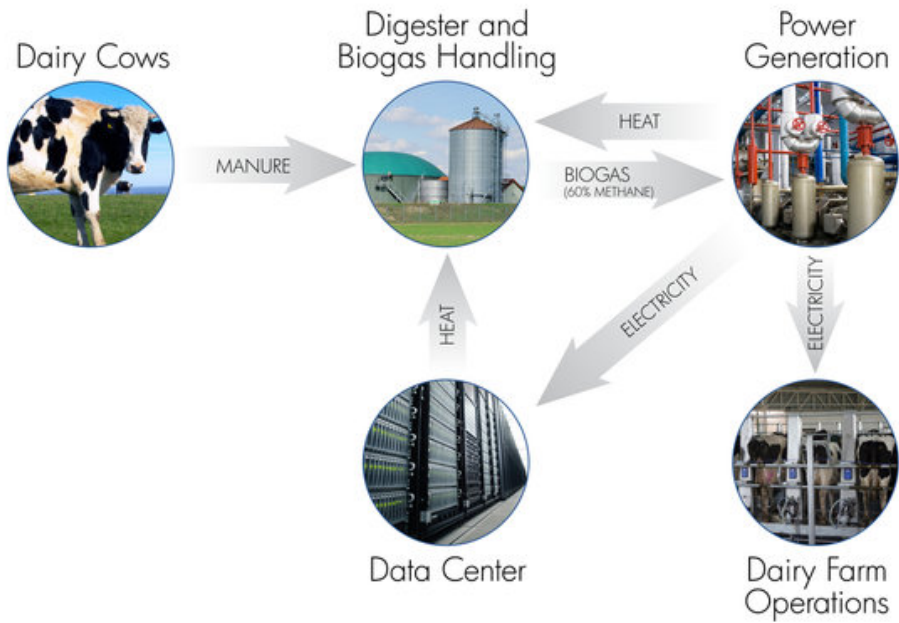 Dairy Cows
Digester and
Biogas Handling
Power
Generation
MANURE
HEAT
BIOGAS
(60% METHANE)
HEAT
ELECTRICITY
ELECTRICITY
Data Center
Dairy Farm
Operations